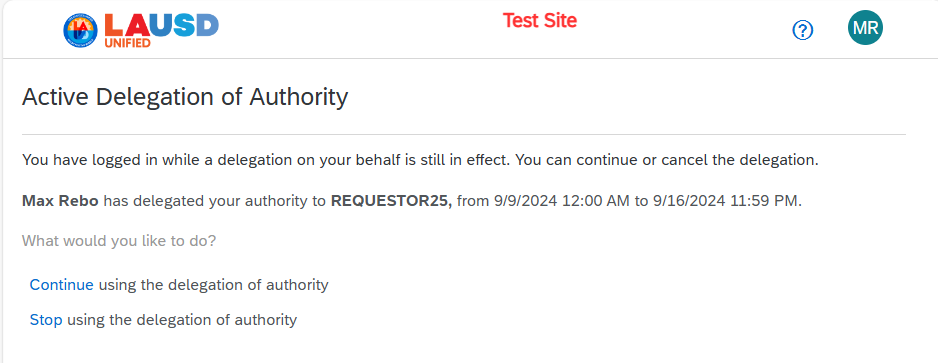 LAUSD
UNIFIED
Test Site
?
MR
Active Delegation of Authority
You have logged in while a delegation on your behalf is still in effect. You can continue or cancel the delegation.
Max Rebo has delegated your authority to REQUESTOR25, from 9/9/2024 12:00 AM to 9/16/2024 11:59 PM.
What would you like to do?
Continue using the delegation of authority
Stop using the delegation of authority